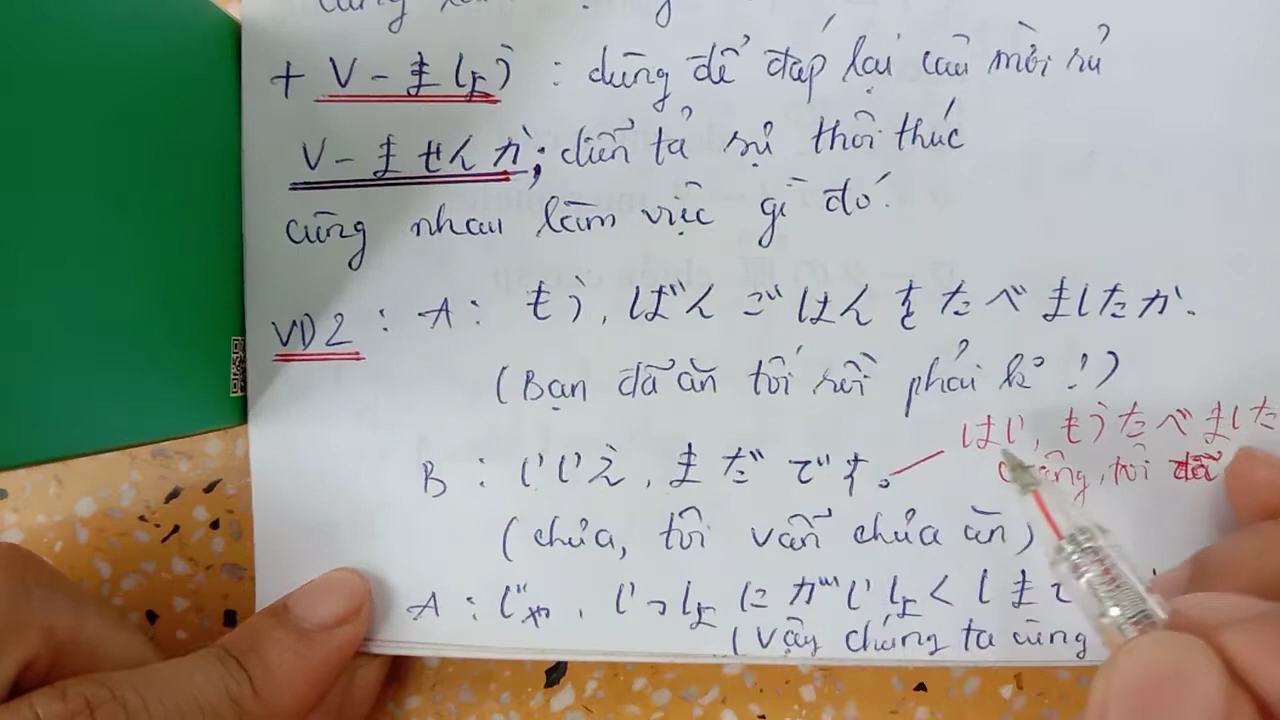 + V - ましょう : dùng để đáp lại câu mời rủ
V - ませんか; diễn tả sự thôi thúc
cùng nhau làm việc gì đó.
VD2 : A : もう, ばんごはんをたべましたか.
(Bạn đã ăn tối rồi phải k° ?)
はい, もうたべました
B : いいえ, まだです。
tôi đã
(chưa, tôi vẫn chưa ăn)
A : じゃ, いっしょに がいしょくしま
(Vậy chúng ta cùng